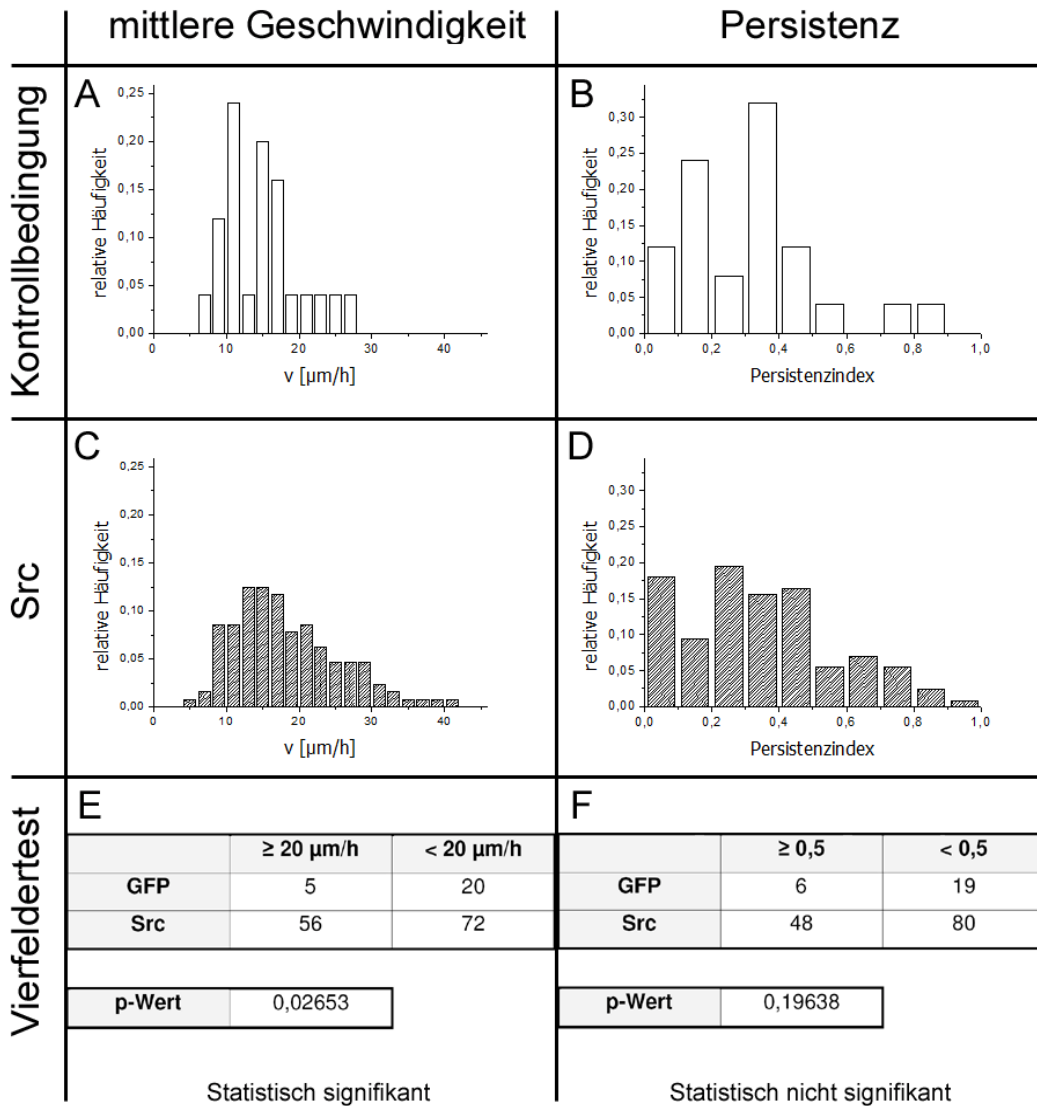 mittlere Geschwindigkeit
Persistenz
Kontrollbedingung
A
relative Häufigkeit
0,25
0,20
0,15
0,10
0,05
0,00
0 10 20 30 40
v [µm/h]
B
relative Häufigkeit
0,30
0,25
0,20
0,15
0,10
0,05
0,00
0,0 0,2 0,4 0,6 0,8 1,0
Persistenzindex
Src
C
relative Häufigkeit
0,25
0,20
0,15
0,10
0,05
0,00
0 10 20 30 40
v [µm/h]
D
relative Häufigkeit
0,30
0,25
0,20
0,15
0,10
0,05
0,00
0,0 0,2 0,4 0,6 0,8 1,0
Persistenzindex
Vierfeldertest
E
≥ 20 µm/h < 20 µm/h
GFP 5 20
Src 56 72
p-Wert 0,02653
Statistisch signifikant
F
≥ 0,5 < 0,5
GFP 6 19
Src 48 80
p-Wert 0,19638
Statistisch nicht signifikant